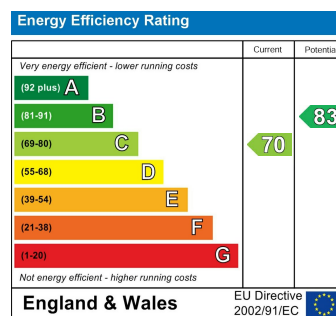 Energy Efficiency Rating
Current Potential
Very energy efficient - lower running costs
(92 plus) A
(81-91) B
83
(69-80) C
70
(55-68) D
(39-54) E
(21-38) F
(1-20) G
Not energy efficient - higher running costs
England & Wales
EU Directive
2002/91/EC